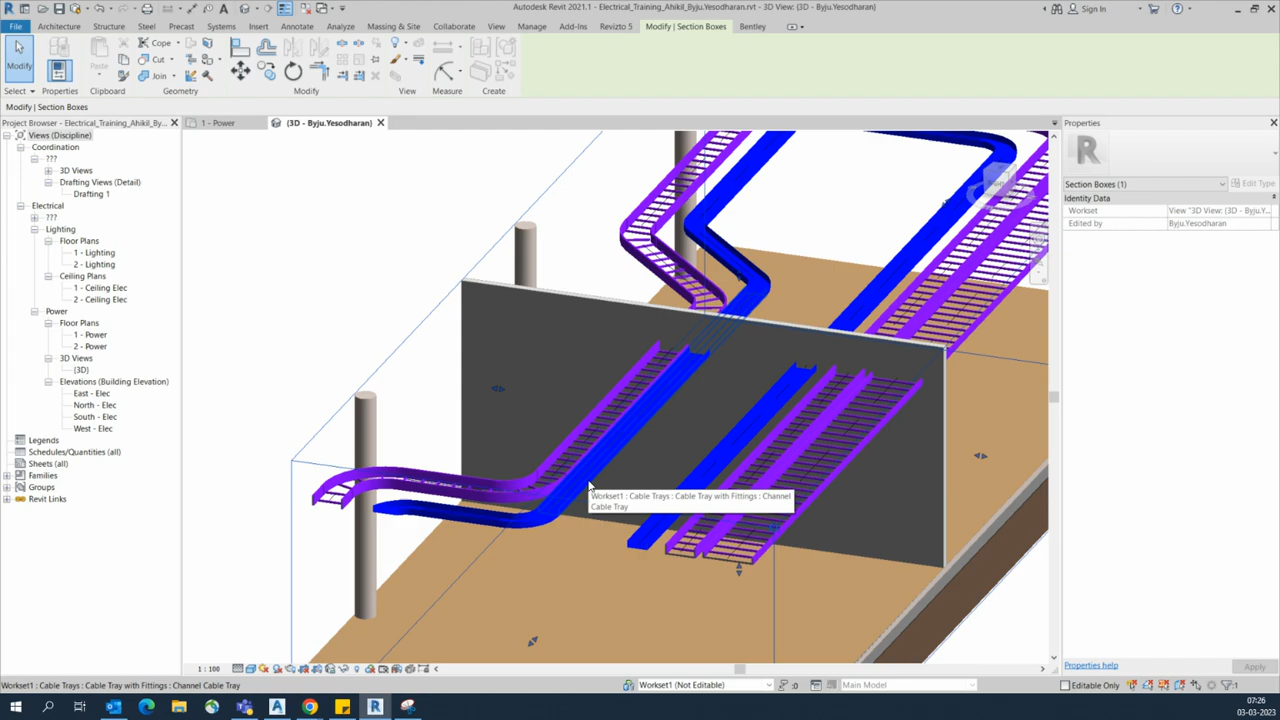 Autodesk Revit 2021.1 - Electrical_Training_Ahikil_Byju.Yesodharan.rvt - 3D View: {3D - Byju.Yesodharan}
Sign In
File Architecture Structure Steel Precast Systems Insert Annotate Analyze Massing & Site Collaborate View Manage Add-Ins Revizto 5 Modify | Section Boxes Bentley
Modify
Paste
Cope
Cut
Join
Select Properties Clipboard Geometry Modify View Measure Create
Modify | Section Boxes
Project Browser - Electrical_Training_Ahikil_By...
1 - Power
{3D - Byju.Yesodharan}
Properties
Views (Discipline)
Coordination
???
3D Views
Drafting Views (Detail)
Drafting 1
Electrical
???
Lighting
Floor Plans
1 - Lighting
2 - Lighting
Ceiling Plans
1 - Ceiling Elec
2 - Ceiling Elec
Power
Floor Plans
1 - Power
2 - Power
3D Views
{3D}
Elevations (Building Elevation)
East - Elec
North - Elec
South - Elec
West - Elec
Legends
Schedules/Quantities (all)
Sheets (all)
Families
Groups
Revit Links
Workset1 : Cable Trays : Cable Tray with Fittings : Channel
Cable Tray
Section Boxes (1)
Edit Type
Identity Data
Workset
View "3D View: {3D - Byju.Y...
Edited by
Byju.Yesodharan
Properties help
Apply
1 : 100
Workset1 : Cable Trays : Cable Tray with Fittings : Channel Cable Tray
Workset1 (Not Editable)
:0
Main Model
Editable Only
:1
07:26
03-03-2023